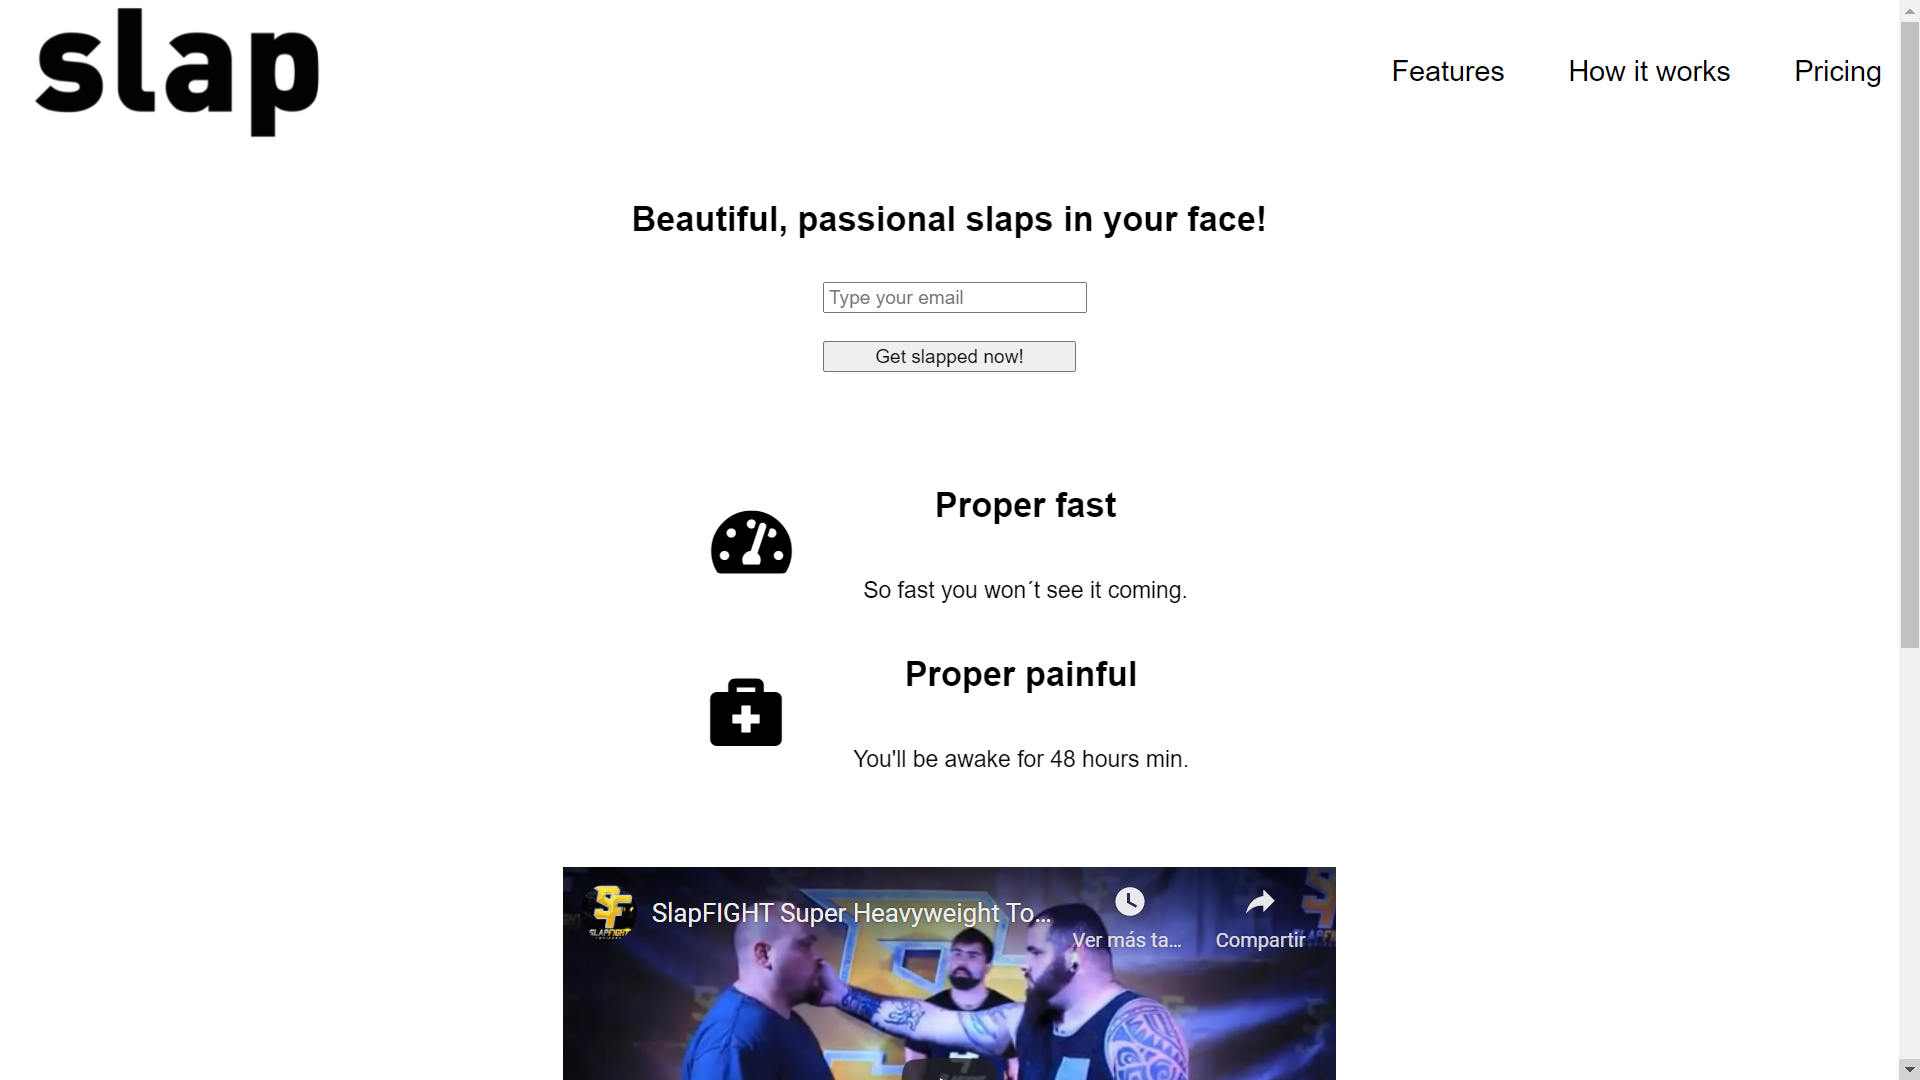 slap
Features
How it works
Pricing
Beautiful, passional slaps in your face!
Type your email
Get slapped now!
Proper fast
So fast you won´t see it coming.
Proper painful
You'll be awake for 48 hours min.
SF
SLAPFIGHT
SlapFIGHT Super Heavyweight To...
Ver más ta...
Compartir